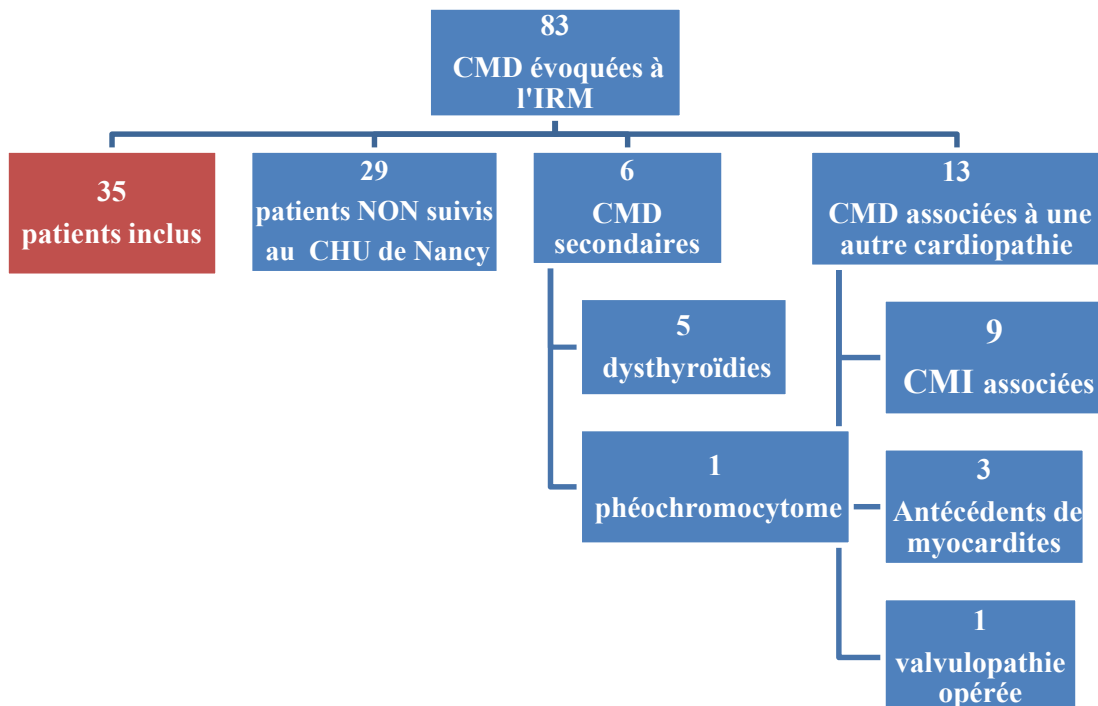 83
CMD évoquées à
l'IRM
35
patients inclus
29
patients NON suivis
au CHU de Nancy
6
CMD
secondaires
13
CMD associées à une
autre cardiopathie
5
dysthyroïdies
1
phéochromocytome
9
CMI associées
3
Antécédents de
myocardites
1
valvulopathie
opérée